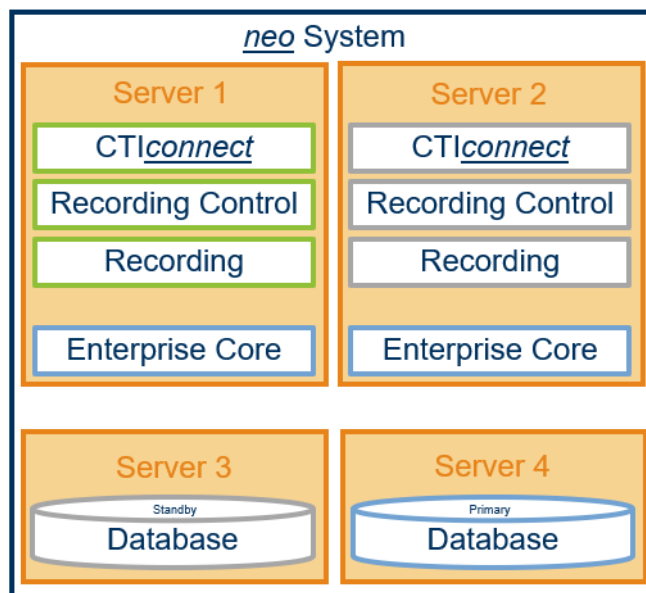 neo System
Server 1
CTIconnect
Recording Control
Recording
Enterprise Core
Server 2
CTIconnect
Recording Control
Recording
Enterprise Core
Server 3
Standby
Database
Server 4
Primary
Database